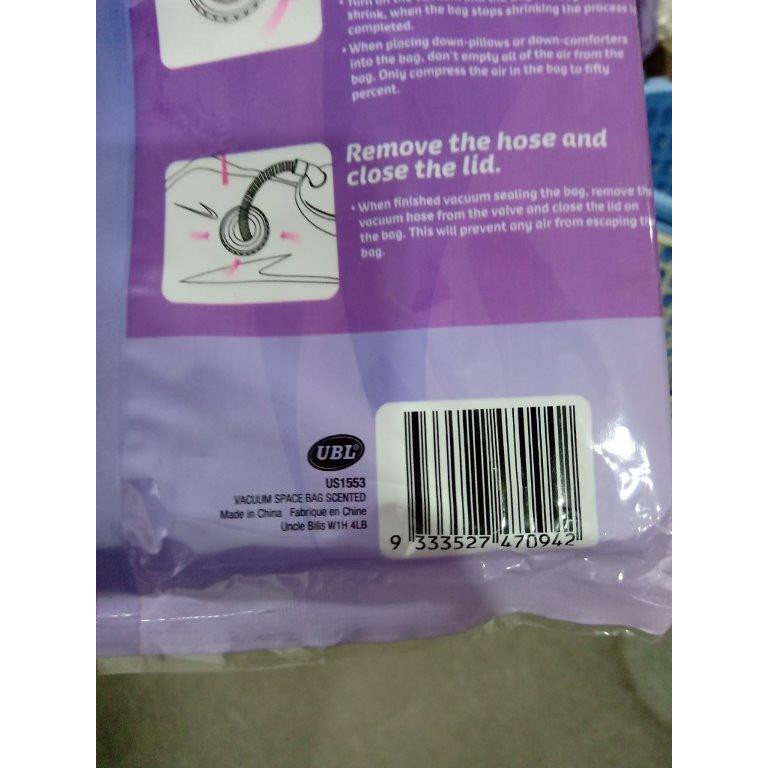 shrink, when the bag stops shrinking the process
completed.
• When placing down-pillows or down-comforters
into the bag, don't empty all of the air from the
bag. Only compress the air in the bag to fifty
percent.
Remove the hose and
close the lid.
• When finished vacuum sealing the bag, remove the
vacuum hose from the valve and close the lid on
the bag. This will prevent any air from escaping
bag.
UBL®
US1553
VACUUM SPACE BAG SCENTED
Made in China Fabrique en Chine
Uncle Bills W1H 4LB
9 333527 470942